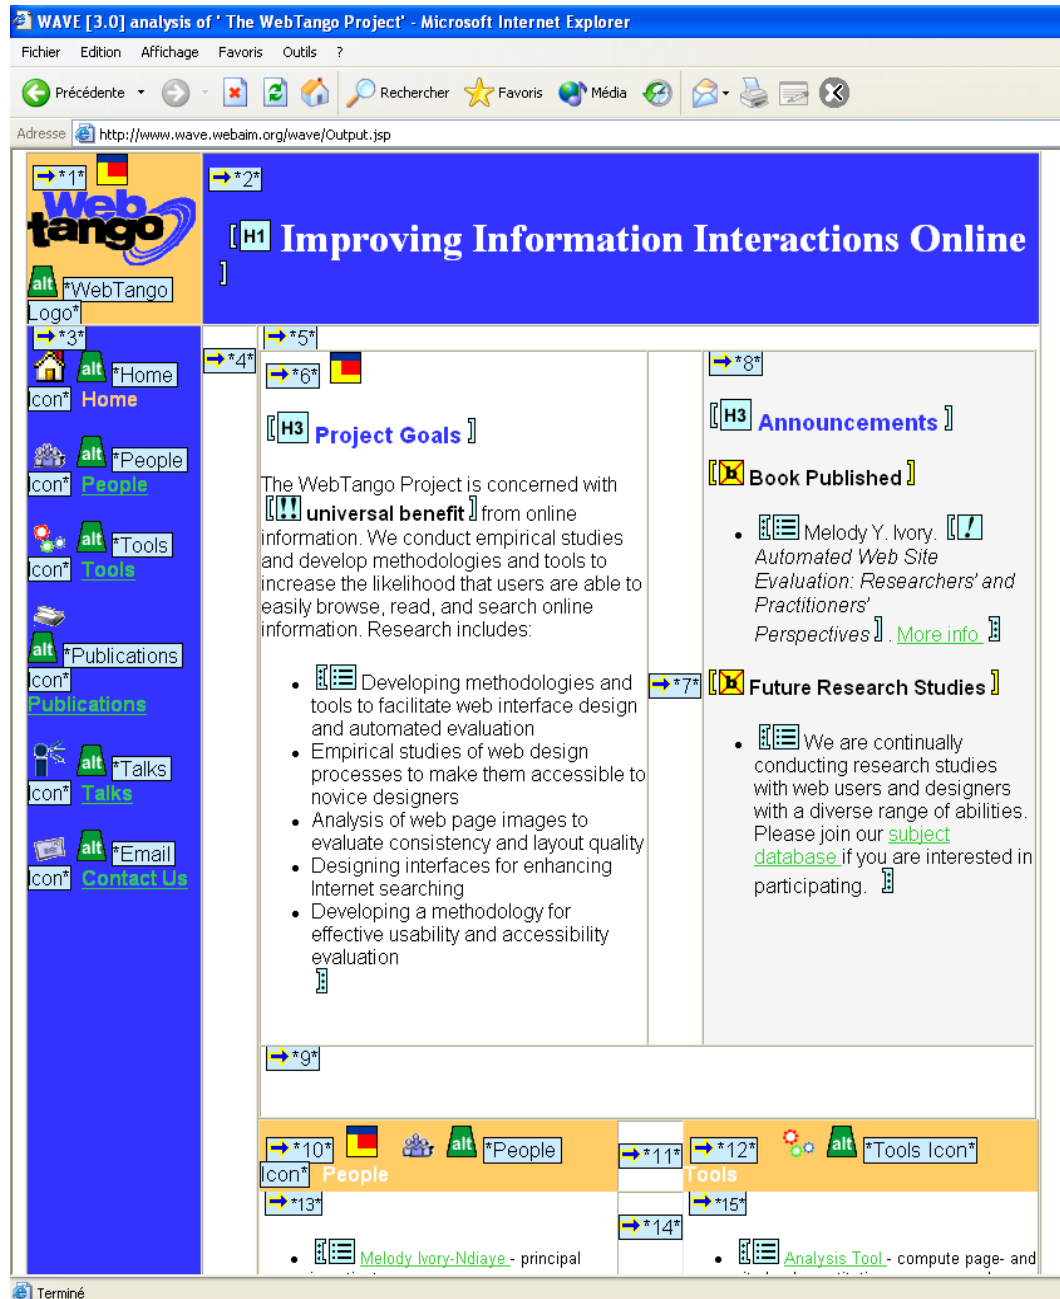 WAVE [3.0] analysis of ' The WebTango Project' - Microsoft Internet Explorer
Fichier Edition Affichage Favoris Outils ?
Précédente Rechercher Favoris Média
Adresse http://www.wave.webaim.org/wave/Output.jsp
*1*
Web
tango
alt *WebTango
Logo*
*2*
[H1 Improving Information Interactions Online
]
*3*
alt *Home
Icon* Home
alt *People
Icon* People
alt *Tools
Icon* Tools
alt *Publications
Icon*
Publications
alt *Talks
Icon* Talks
alt *Email
Icon* Contact Us
*4*
*5*
*6*
[H3 Project Goals ]
The WebTango Project is concerned with
[!! universal benefit ] from online
information. We conduct empirical studies
and develop methodologies and tools to
increase the likelihood that users are able to
easily browse, read, and search online
information. Research includes:
• Developing methodologies and
tools to facilitate web interface design
and automated evaluation
• Empirical studies of web design
processes to make them accessible to
novice designers
• Analysis of web page images to
evaluate consistency and layout quality
• Designing interfaces for enhancing
Internet searching
• Developing a methodology for
effective usability and accessibility
evaluation
*7*
*8*
[H3 Announcements ]
[b Book Published ]
• Melody Y. Ivory. [!
Automated Web Site
Evaluation: Researchers' and
Practitioners'
Perspectives ] . More info
[b Future Research Studies ]
• We are continually
conducting research studies
with web users and designers
with a diverse range of abilities.
Please join our subject
database if you are interested in
participating.
*9*
*10* alt *People
Icon* People
*11*
*12* alt *Tools Icon*
Tools
*13*
• Melody Ivory-Ndiaye - principal
*14*
*15*
• Analysis Tool - compute page- and
Terminé